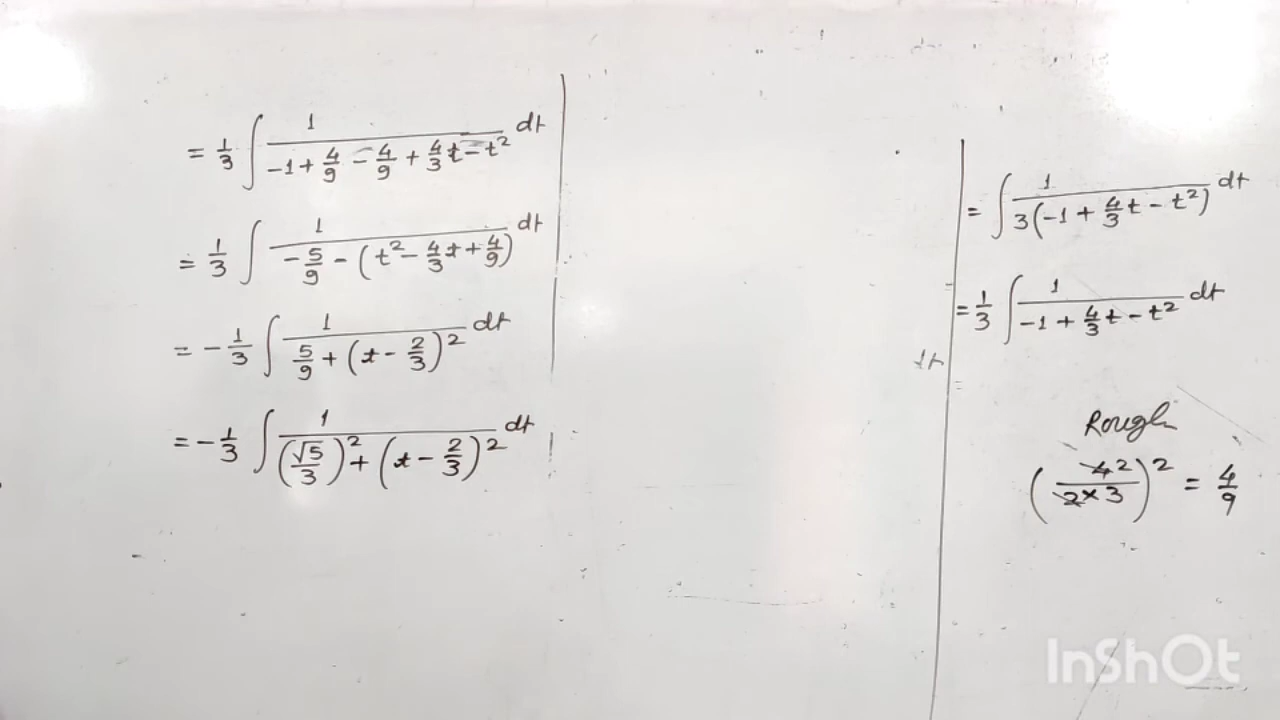 = 1/3 ∫ 1/(-1 + 4/9 - 4/9 + 4/3 t - t²) dt
= 1/3 ∫ 1/(-5/9 - (t² - 4/3 t + 4/9)) dt
= -1/3 ∫ 1/(5/9 + (t - 2/3)²) dt
= -1/3 ∫ 1/((√5/3)² + (t - 2/3)²) dt
= ∫ 1/(3(-1 + 4/3 t - t²)) dt
= 1/3 ∫ 1/(-1 + 4/3 t - t²) dt
dt
Rough
(4 2/(2×3))² = 4/9
InShOt